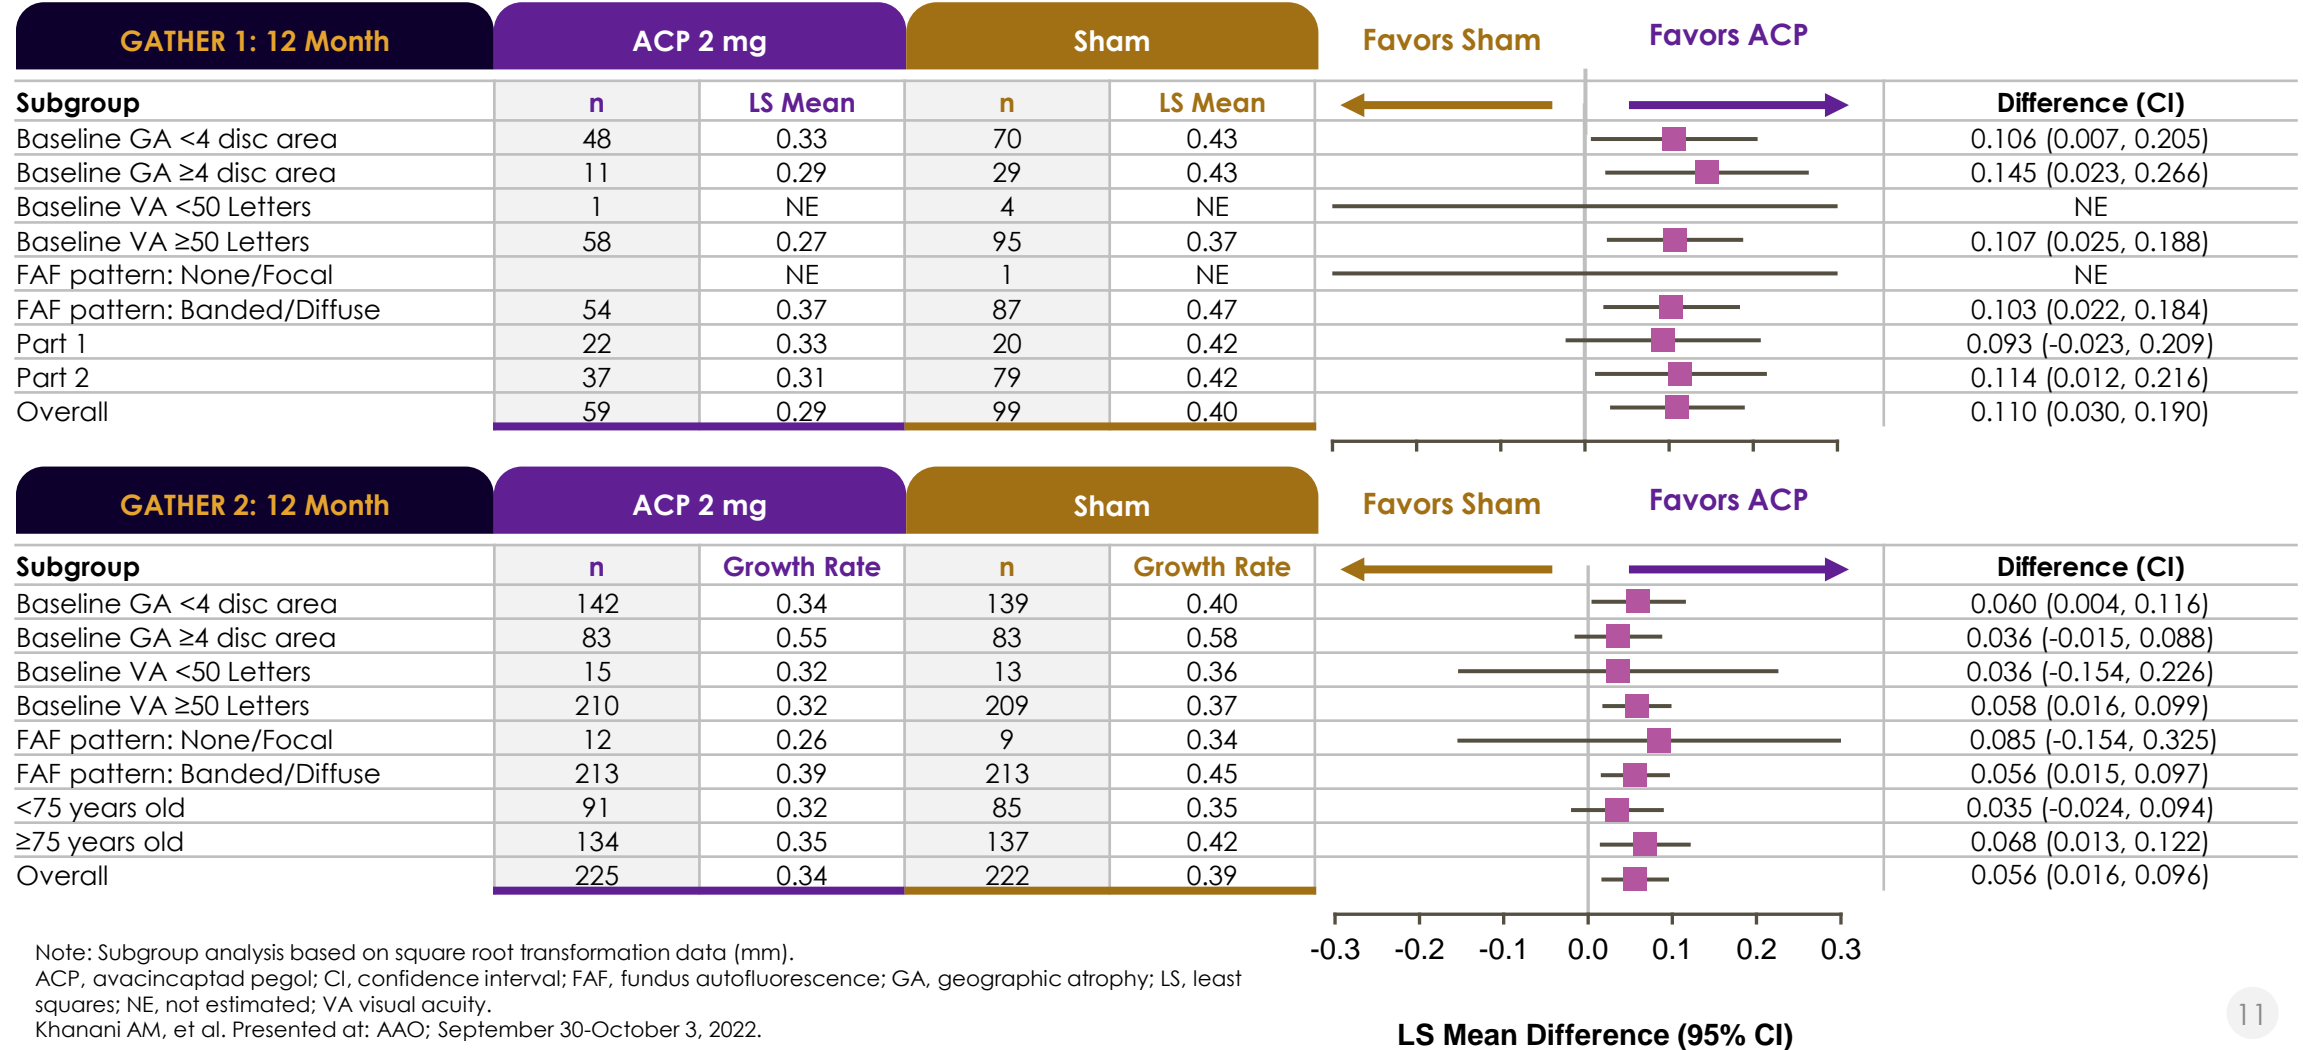 GATHER 1: 12 Month ACP 2 mg Sham Favors Sham Favors ACP
Subgroup n LS Mean n LS Mean Difference (CI)
Baseline GA <4 disc area 48 0.33 70 0.43 0.106 (0.007, 0.205)
Baseline GA ≥4 disc area 11 0.29 29 0.43 0.145 (0.023, 0.266)
Baseline VA <50 Letters 1 NE 4 NE NE
Baseline VA ≥50 Letters 58 0.27 95 0.37 0.107 (0.025, 0.188)
FAF pattern: None/Focal NE 1 NE NE
FAF pattern: Banded/Diffuse 54 0.37 87 0.47 0.103 (0.022, 0.184)
Part 1 22 0.33 20 0.42 0.093 (-0.023, 0.209)
Part 2 37 0.31 79 0.42 0.114 (0.012, 0.216)
Overall 59 0.29 99 0.40 0.110 (0.030, 0.190)
GATHER 2: 12 Month ACP 2 mg Sham Favors Sham Favors ACP
Subgroup n Growth Rate n Growth Rate Difference (CI)
Baseline GA <4 disc area 142 0.34 139 0.40 0.060 (0.004, 0.116)
Baseline GA ≥4 disc area 83 0.55 83 0.58 0.036 (-0.015, 0.088)
Baseline VA <50 Letters 15 0.32 13 0.36 0.036 (-0.154, 0.226)
Baseline VA ≥50 Letters 210 0.32 209 0.37 0.058 (0.016, 0.099)
FAF pattern: None/Focal 12 0.26 9 0.34 0.085 (-0.154, 0.325)
FAF pattern: Banded/Diffuse 213 0.39 213 0.45 0.056 (0.015, 0.097)
<75 years old 91 0.32 85 0.35 0.035 (-0.024, 0.094)
≥75 years old 134 0.35 137 0.42 0.068 (0.013, 0.122)
Overall 225 0.34 222 0.39 0.056 (0.016, 0.096)
-0.3 -0.2 -0.1 0.0 0.1 0.2 0.3
LS Mean Difference (95% CI)
Note: Subgroup analysis based on square root transformation data (mm).
ACP, avacincaptad pegol; CI, confidence interval; FAF, fundus autofluorescence; GA, geographic atrophy; LS, least
squares; NE, not estimated; VA visual acuity.
Khanani AM, et al. Presented at: AAO; September 30-October 3, 2022.
11